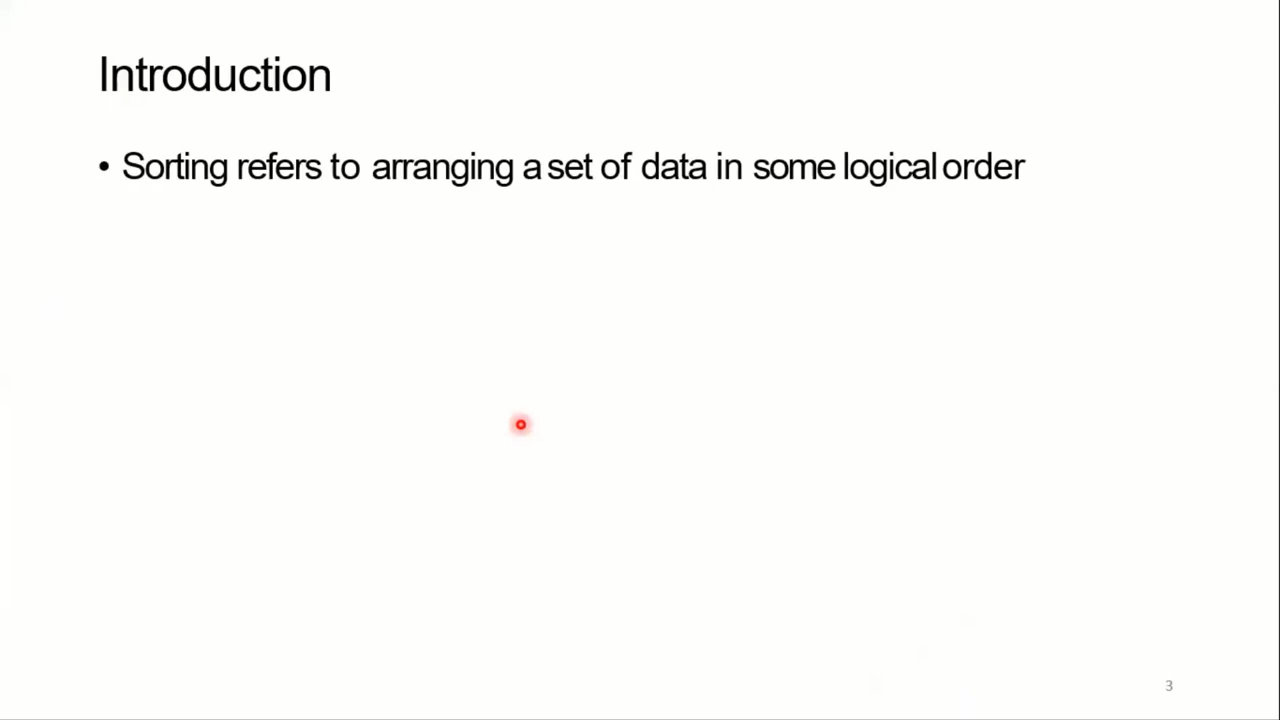 Introduction
• Sorting refers to arranging a set of data in some logical order
3